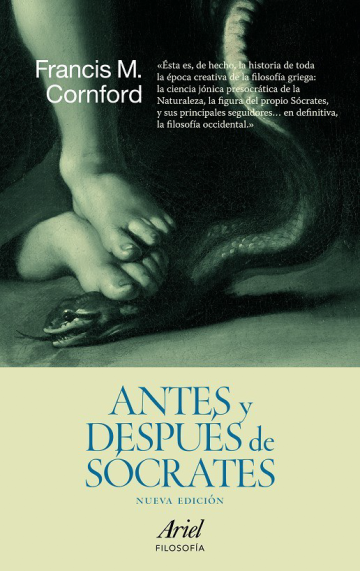 Francis M.
Cornford
«Ésta es, de hecho, la historia de toda
la época creativa de la filosofía griega:
la ciencia jónica presocrática de la
Naturaleza, la figura del propio Sócrates,
y sus principales seguidores... en definitiva,
la filosofía occidental.»
ANTES y
DESPUÉS de
SÓCRATES
NUEVA EDICIÓN
Ariel
FILOSOFÍA